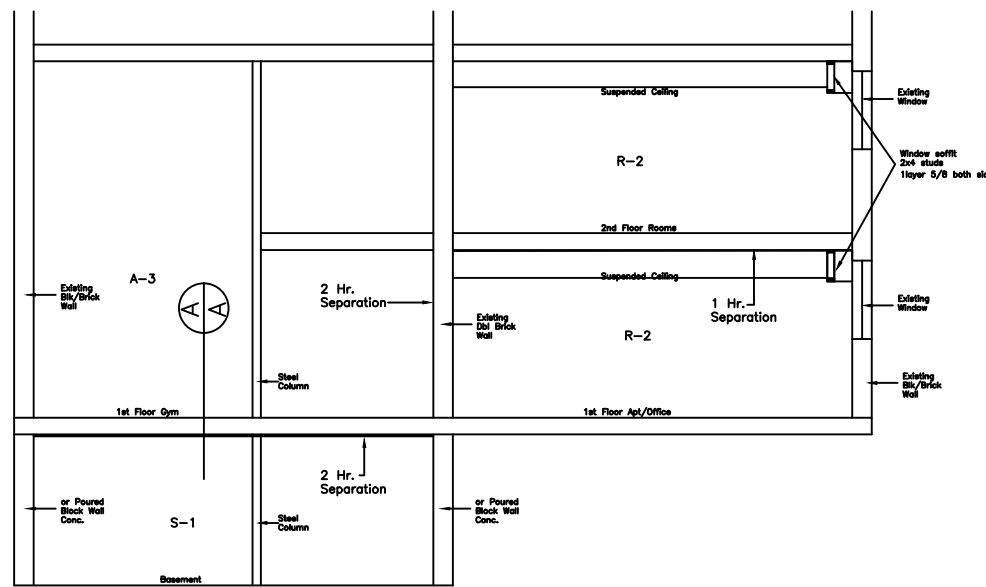 Suspended Ceiling
Existing
Window
Window soffit
2x4 studs
1layer 5/8 both
R-2
2nd Floor Rooms
A-3
Existing
Blk/Brick
Wall
A
A
2 Hr.
Separation
Existing
Dbl Brick
Wall
Suspended Ceiling
1 Hr.
Separation
R-2
Existing
Window
Steel
Column
Existing
Blk/Brick
Wall
1st Floor Gym
1st Floor Apt/Office
2 Hr.
Separation
or Poured
Block Wall
Conc.
S-1
Steel
Column
or Poured
Block Wall
Conc.
Basement